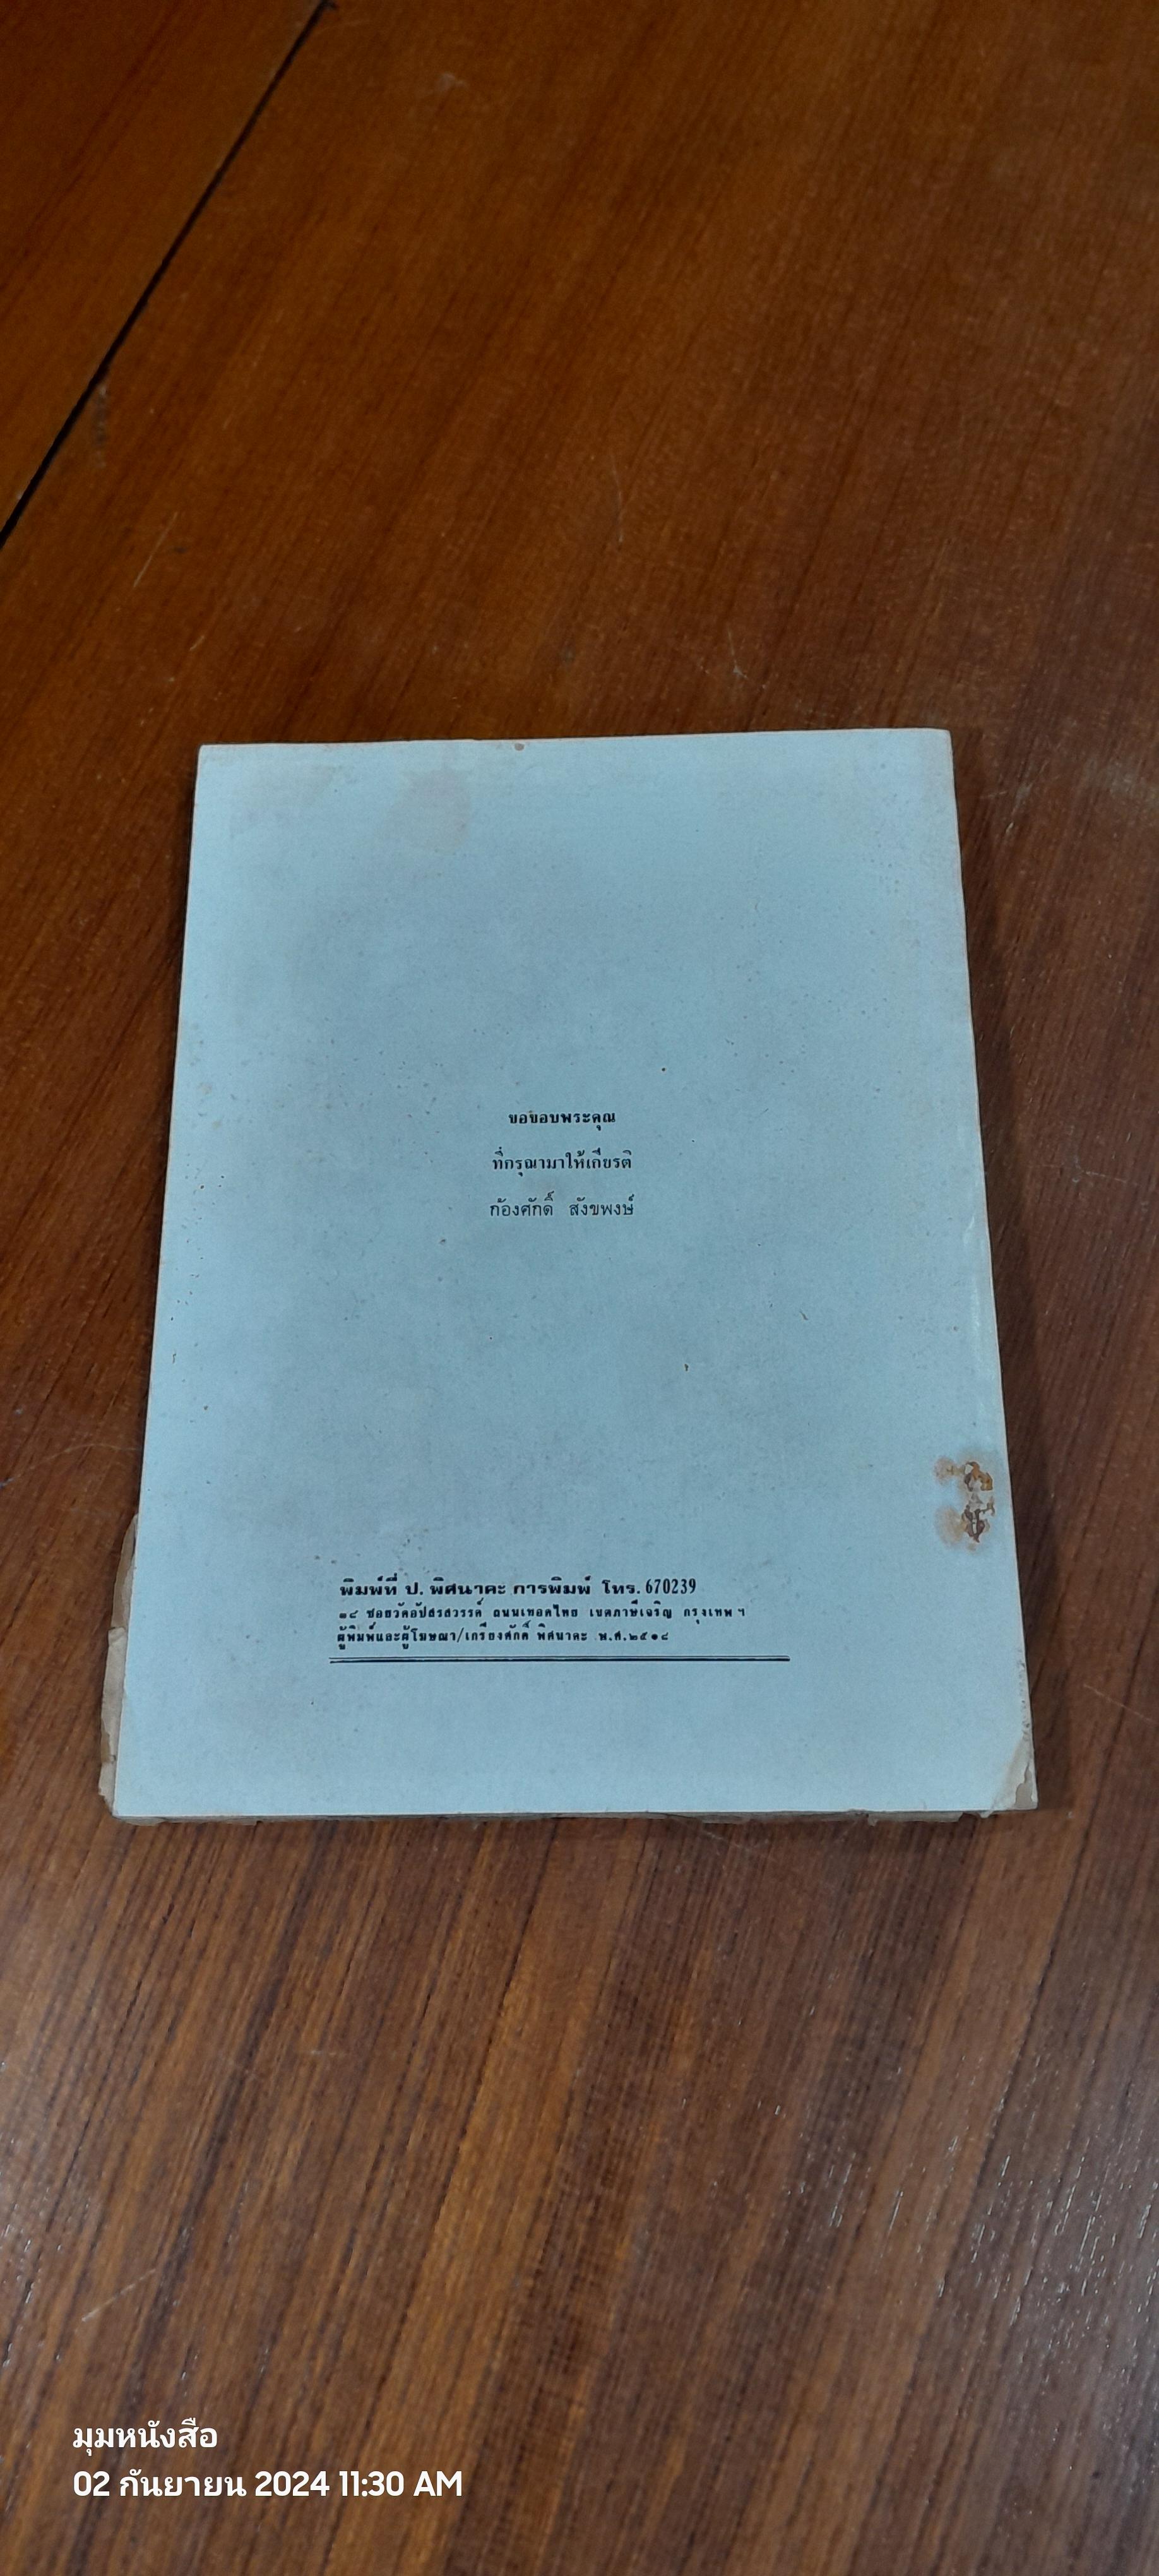 ขอขอบพระคุณ
ที่กรุณามาให้เกียรติ
ก้องศักดิ์ สังขพงษ์
พิมพ์ที่ ป. พิศนาคะ การพิมพ์ โทร. 670239
๑๔ ซอยวัดอัปสรสวรรค์ ถนนเทอดไทย เขตภาษีเจริญ กรุงเทพ ฯ
ผู้พิมพ์และผู้โฆษณา/เกรียงศักดิ์ พิศนาคะ พ.ศ.๒๕๑๘
มุมหนังสือ
02 กันยายน 2024 11:30 AM